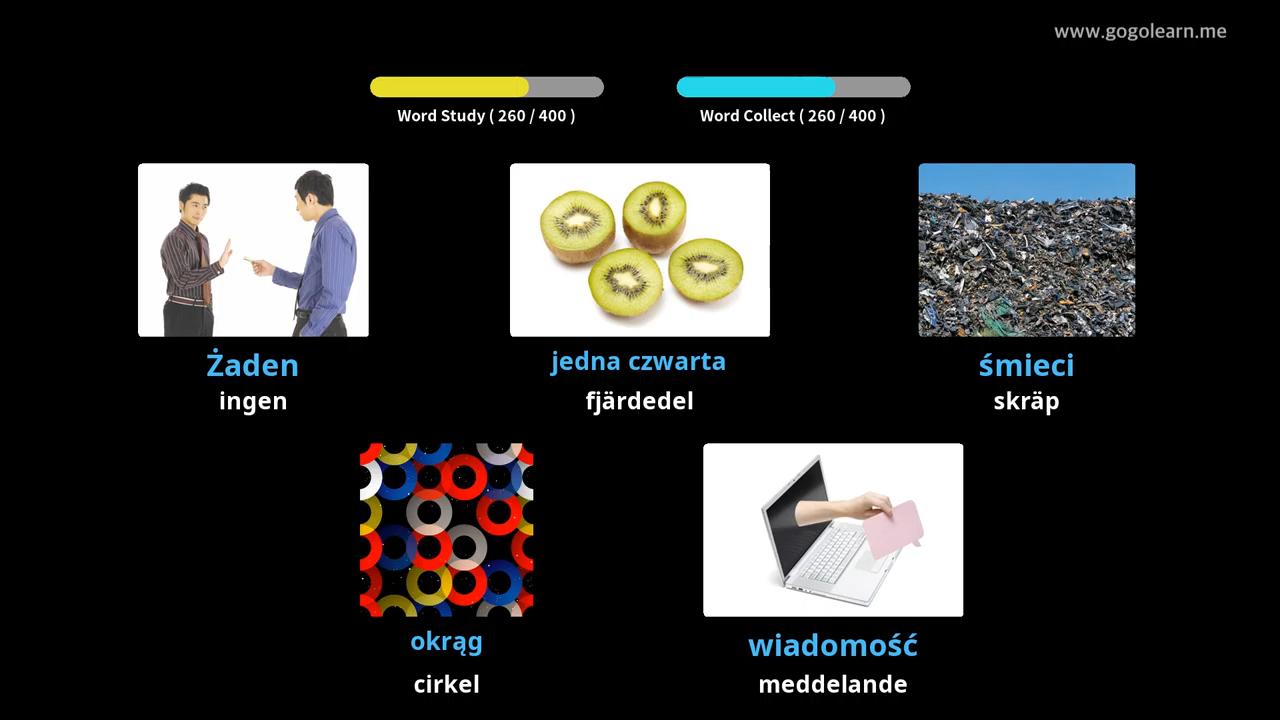 www.gogolearn.me
Word Study ( 260 / 400 )
Word Collect ( 260 / 400 )
Żaden
ingen
jedna czwarta
fjärdedel
śmieci
skräp
okrąg
cirkel
wiadomość
meddelande